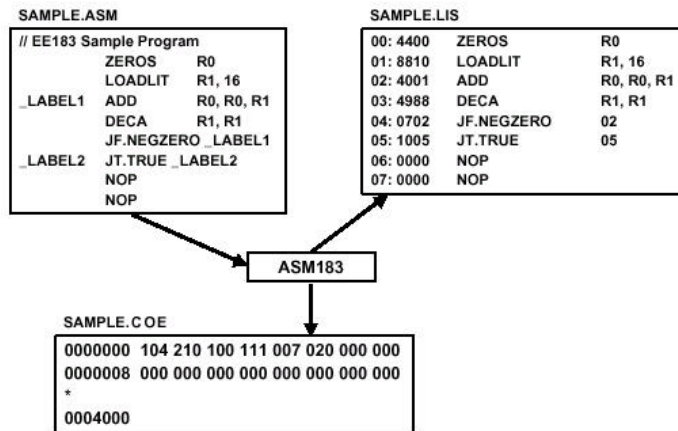 SAMPLE.ASM
// EE183 Sample Program
ZEROS R0
LOADLIT R1, 16
_LABEL1 ADD R0, R0, R1
DECA R1, R1
JF.NEGZERO _LABEL1
_LABEL2 JT.TRUE _LABEL2
NOP
NOP
SAMPLE.LIS
00: 4400 ZEROS R0
01: 8810 LOADLIT R1, 16
02: 4001 ADD R0, R0, R1
03: 4988 DECA R1, R1
04: 0702 JF.NEGZERO 02
05: 1005 JT.TRUE 05
06: 0000 NOP
07: 0000 NOP
ASM183
SAMPLE.COE
0000000 104 210 100 111 007 020 000 000
0000008 000 000 000 000 000 000 000 000
*
0004000